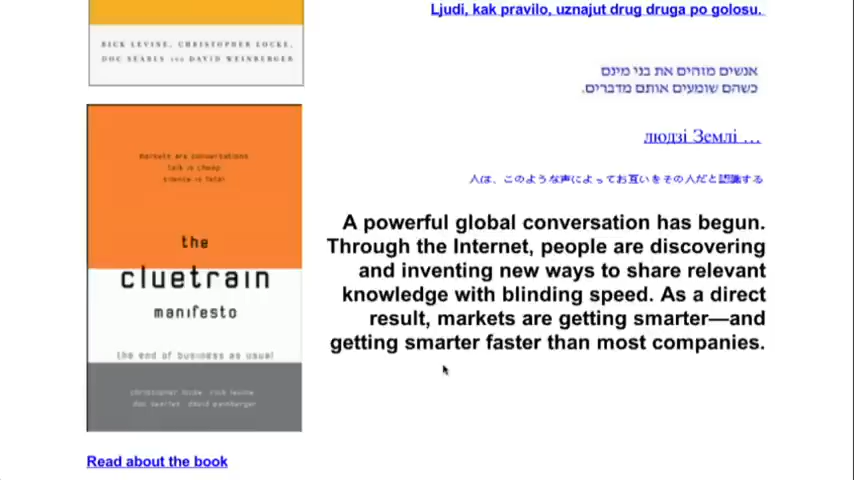 RICK LEVINE, CHRISTOPHER LOCKE,
DOC SEARLS AND DAVID WEINBERGER
markets are conversations
talk is cheap
silence is fatal
the
cluetrain
manifesto
the end of business as usual
christopher locke rick levine
doc searls david weinberger
Read about the book
Ljudi, kak pravilo, uznajut drug druga po golosu.
אנשים מזהים את בני מינם
כשהם שומעים אותם מדברים.
людзі Землі …
人は、このような声によってお互いをその人だと認識する
A powerful global conversation has begun.
Through the Internet, people are discovering
and inventing new ways to share relevant
knowledge with blinding speed. As a direct
result, markets are getting smarter—and
getting smarter faster than most companies.